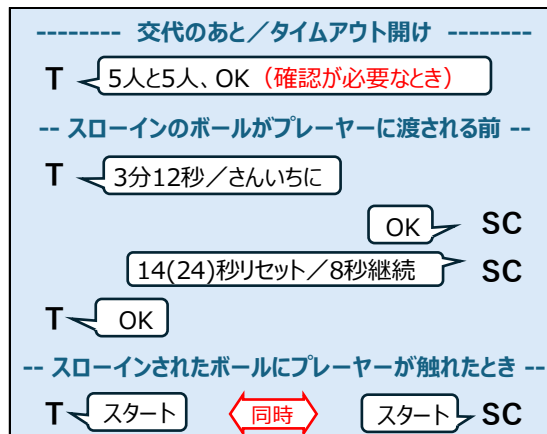 -------- 交代のあと／タイムアウト開け --------
T 5人と5人、OK（確認が必要なとき）
-- スローインのボールがプレーヤーに渡される前 --
T 3分12秒／さんいちに
OK SC
14(24)秒リセット／8秒継続 SC
T OK
-- スローインされたボールにプレーヤーが触れたとき --
T スタート 同時 スタート SC